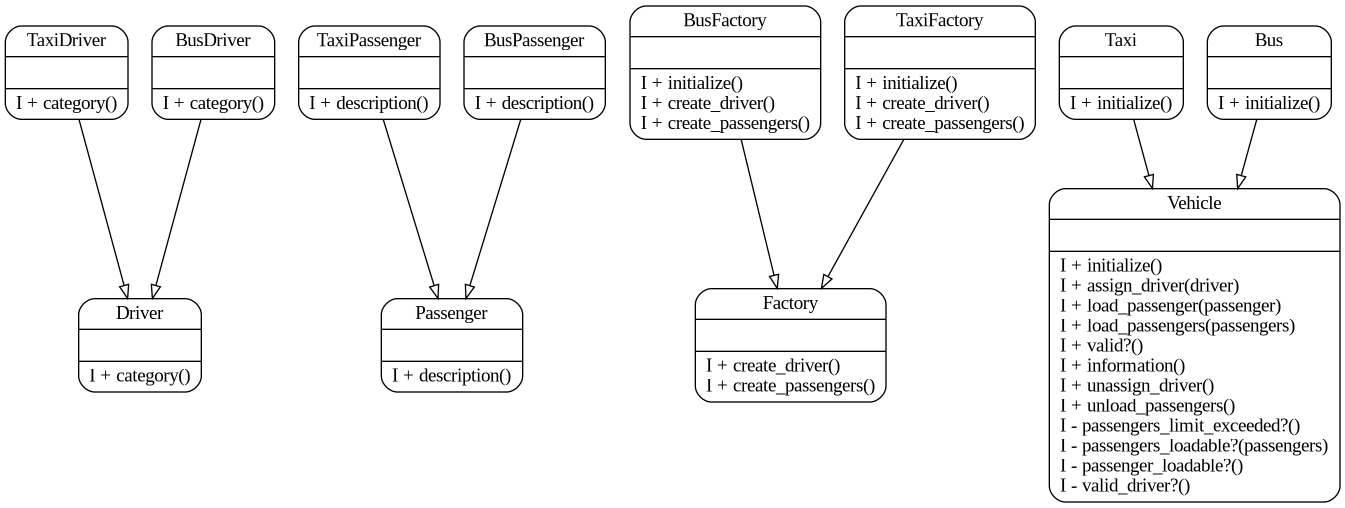 TaxiDriver
I + category()
BusDriver
I + category()
TaxiPassenger
I + description()
BusPassenger
I + description()
BusFactory
I + initialize()
I + create_driver()
I + create_passengers()
TaxiFactory
I + initialize()
I + create_driver()
I + create_passengers()
Taxi
I + initialize()
Bus
I + initialize()
Driver
I + category()
Passenger
I + description()
Factory
I + create_driver()
I + create_passengers()
Vehicle
I + initialize()
I + assign_driver(driver)
I + load_passenger(passenger)
I + load_passengers(passengers)
I + valid?()
I + information()
I + unassign_driver()
I + unload_passengers()
I - passengers_limit_exceeded?()
I - passengers_loadable?(passengers)
I - passenger_loadable?()
I - valid_driver?()